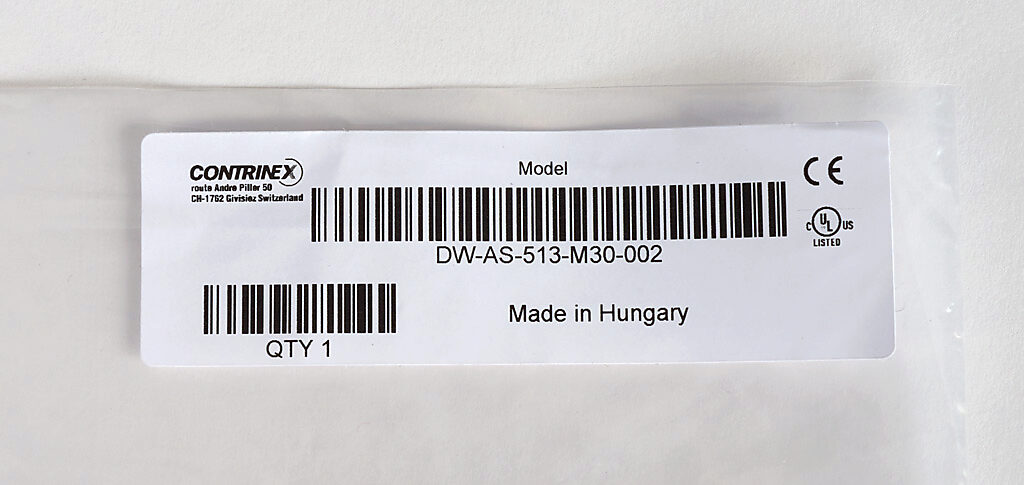 CONTRINEX
route André Piller 50
CH-1762 Givisiez Switzerland
Model
DW-AS-513-M30-002
CE
C UL US
LISTED
QTY 1
Made in Hungary